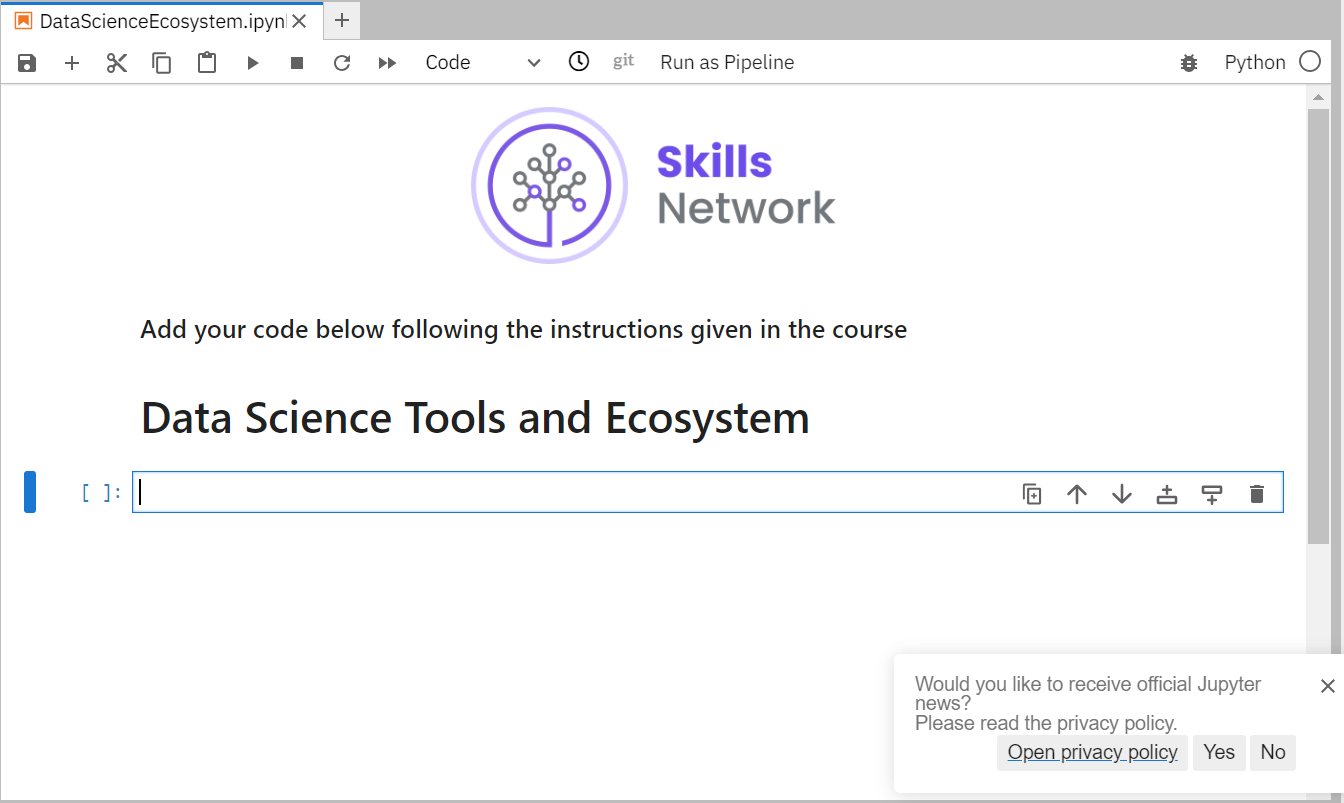 DataScienceEcosystem.ipyn
Code
git
Run as Pipeline
Python
Skills
Network
Add your code below following the instructions given in the course
Data Science Tools and Ecosystem
[ ]:
Would you like to receive official Jupyter
news?
Please read the privacy policy.
Open privacy policy Yes No